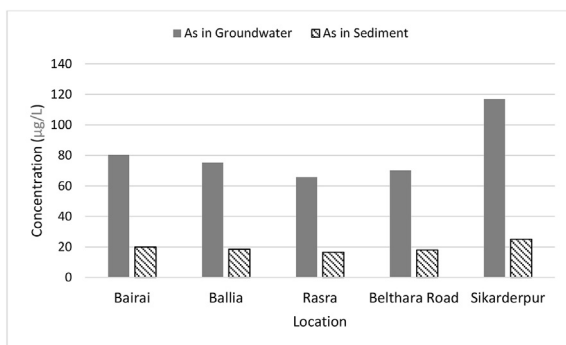 As in Groundwater As in Sediment
140
120
100
80
60
40
20
0
Concentration (µg/L)
Bairai Ballia Rasra Belthara Road Sikarderpur
Location